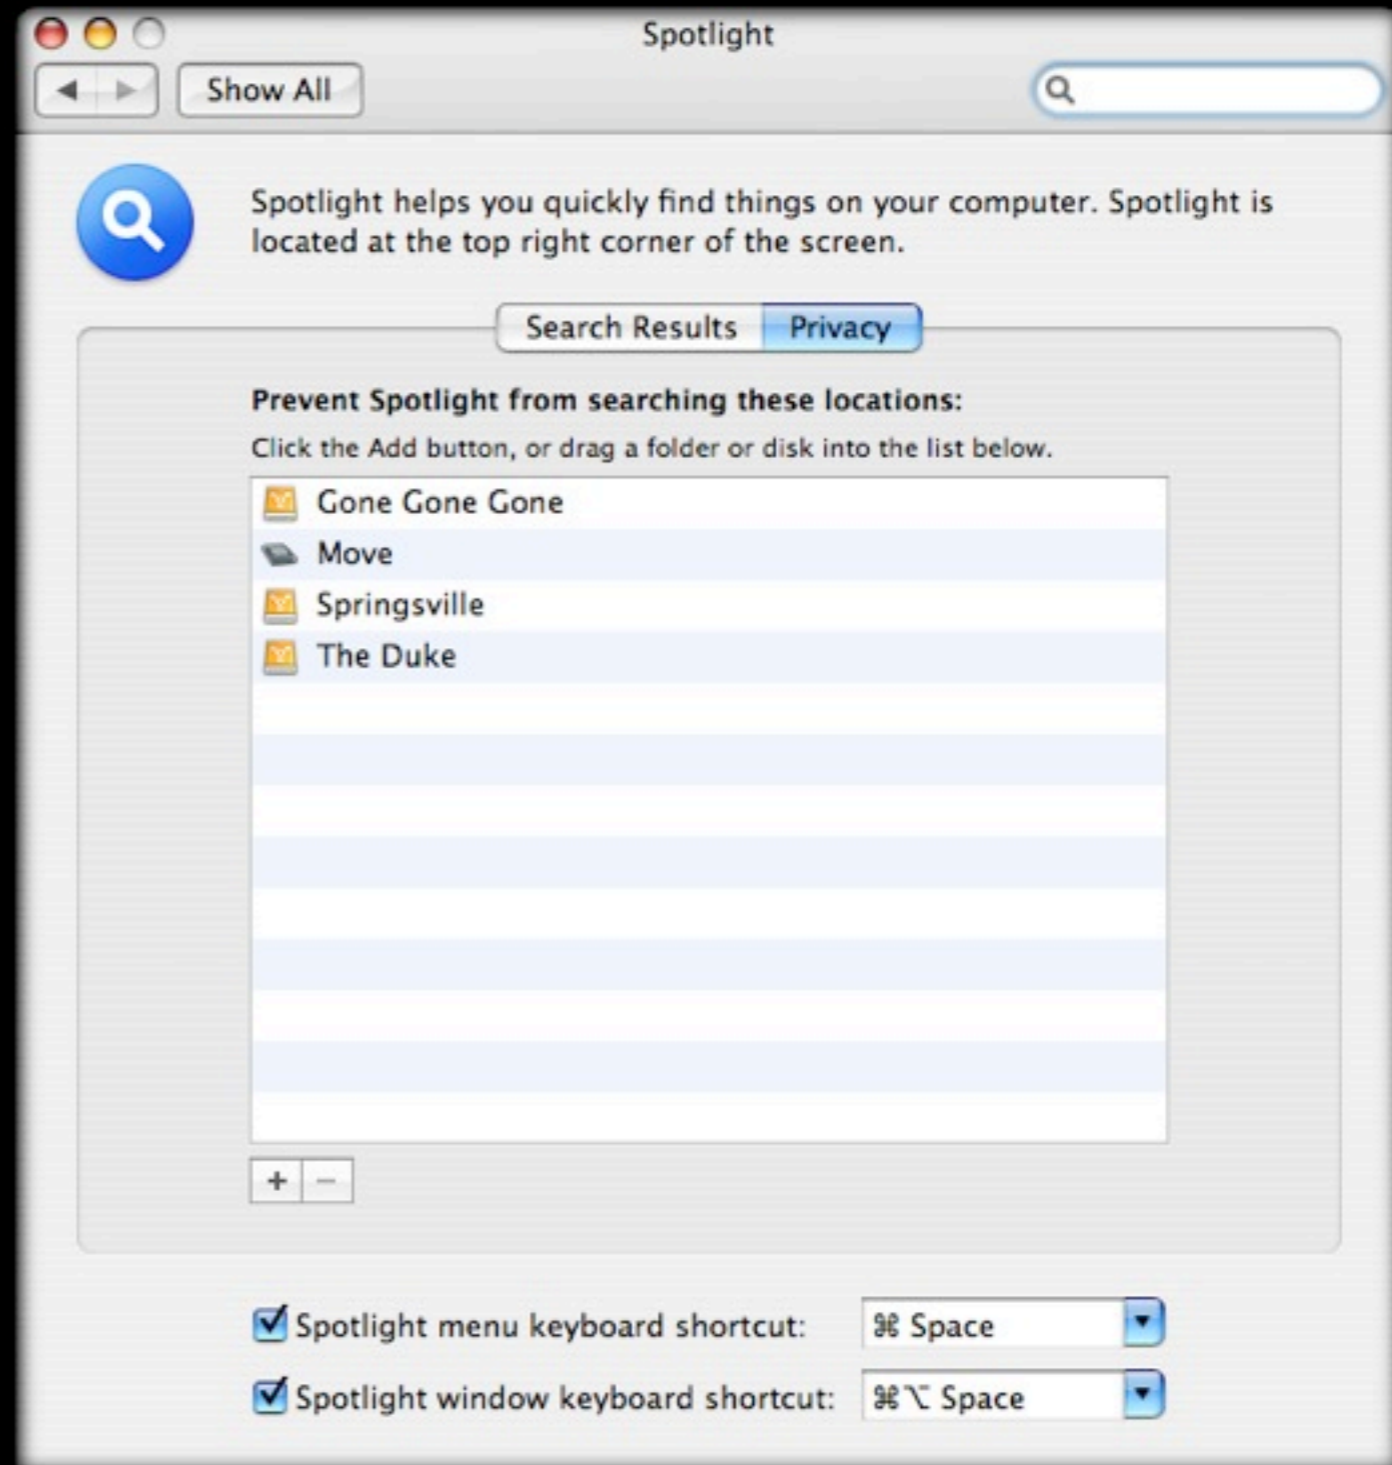 Spotlight
Show All
Spotlight helps you quickly find things on your computer. Spotlight is
located at the top right corner of the screen.
Search Results Privacy
Prevent Spotlight from searching these locations:
Click the Add button, or drag a folder or disk into the list below.
Gone Gone Gone
Move
Springsville
The Duke
+ −
Spotlight menu keyboard shortcut: ⌘ Space
Spotlight window keyboard shortcut: ⌘⌥ Space